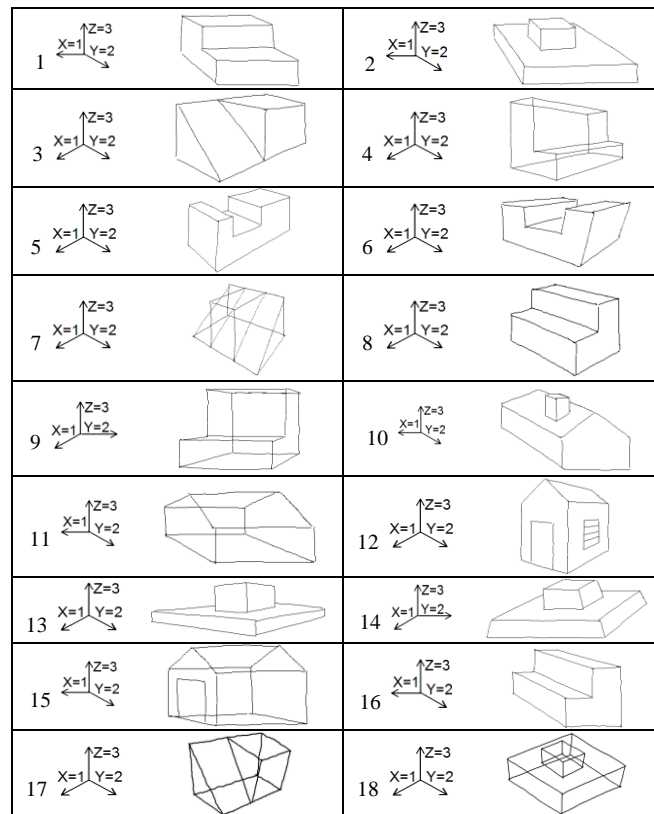 1 X=1 Y=2 Z=3
2 X=1 Y=2 Z=3
3 X=1 Y=2 Z=3
4 X=1 Y=2 Z=3
5 X=1 Y=2 Z=3
6 X=1 Y=2 Z=3
7 X=1 Y=2 Z=3
8 X=1 Y=2 Z=3
9 X=1 Y=2 Z=3
10 X=1 Y=2 Z=3
11 X=1 Y=2 Z=3
12 X=1 Y=2 Z=3
13 X=1 Y=2 Z=3
14 X=1 Y=2 Z=3
15 X=1 Y=2 Z=3
16 X=1 Y=2 Z=3
17 X=1 Y=2 Z=3
18 X=1 Y=2 Z=3